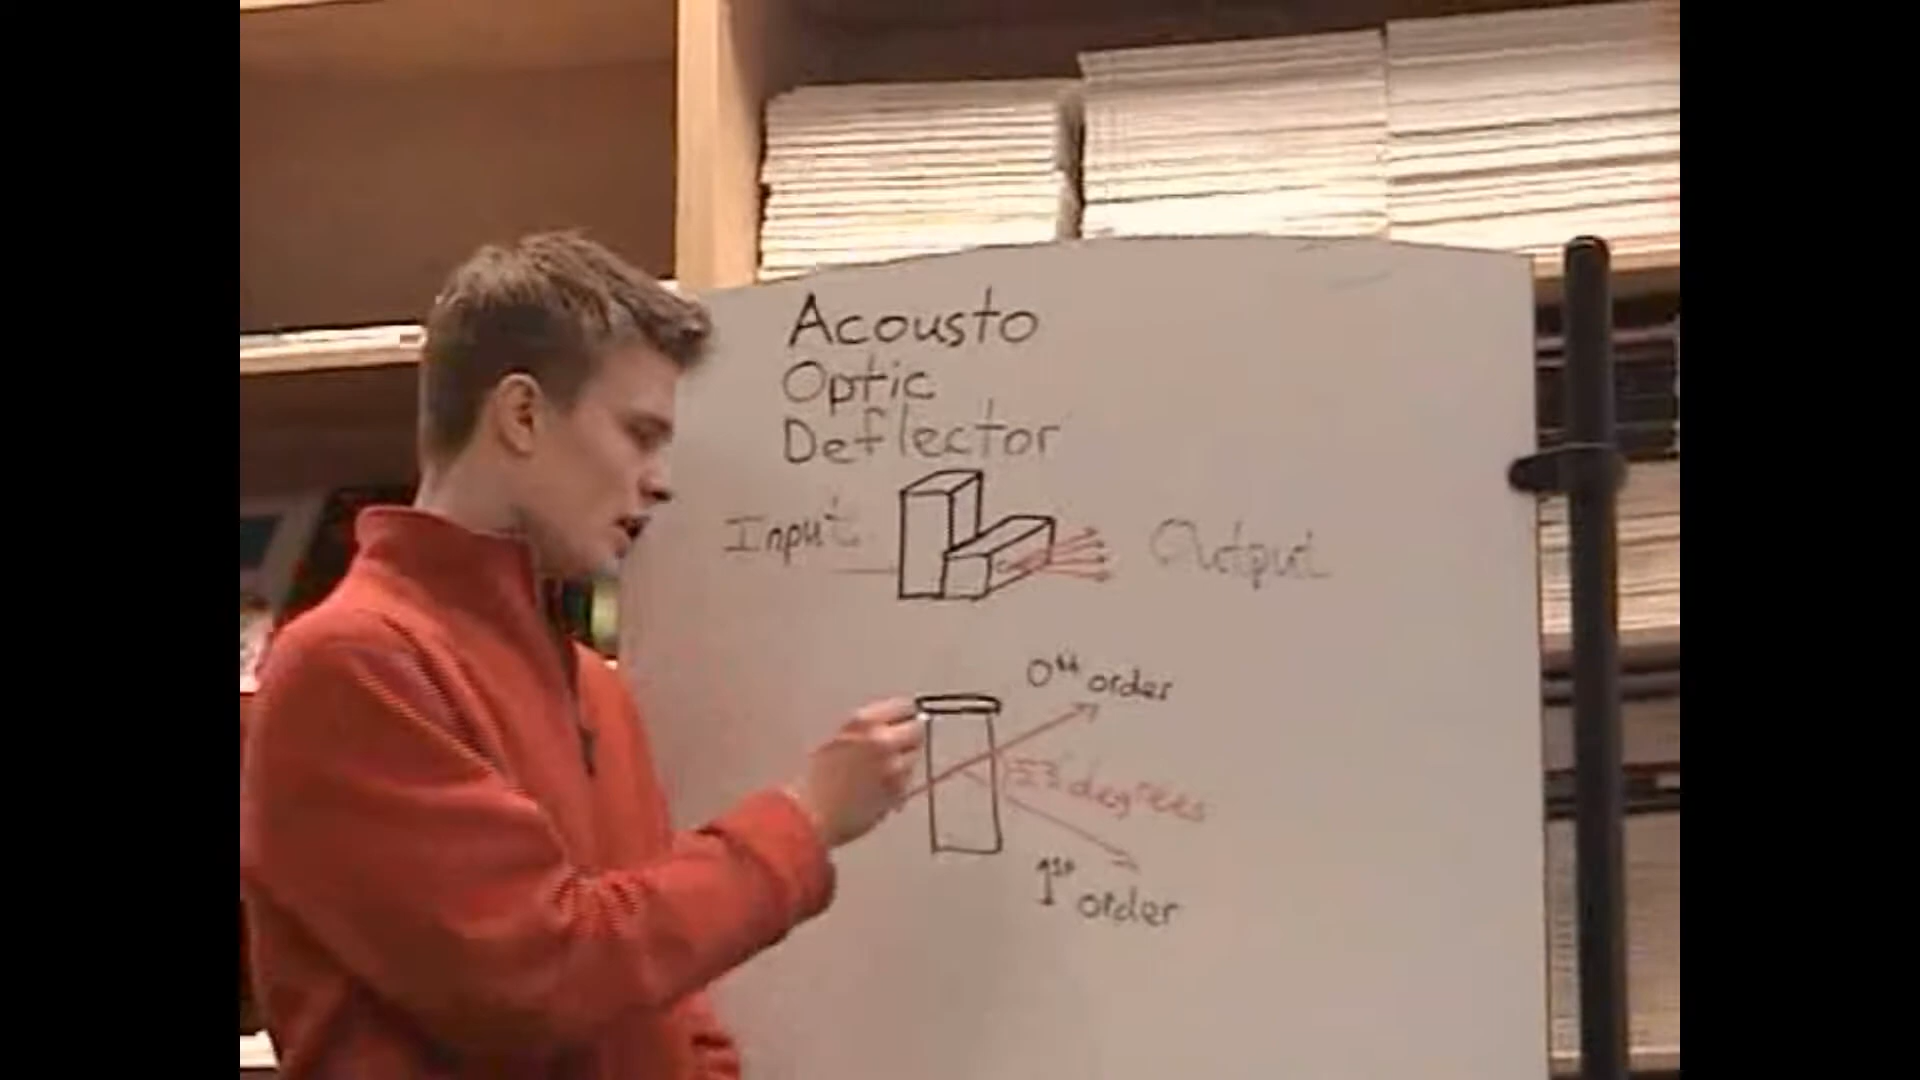 Acousto
Optic
Deflector
Input
Output
0th order
degrees
1st order